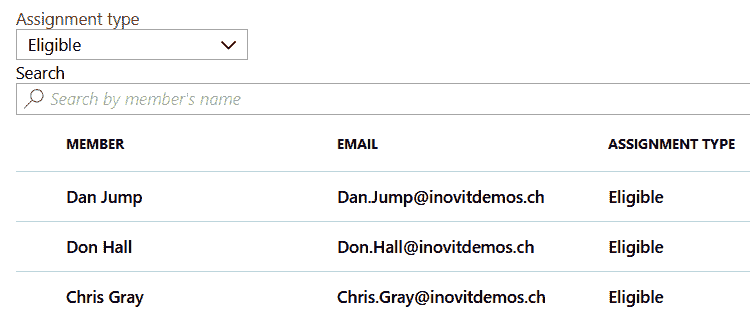 Assignment type
Eligible
Search
Search by member's name
MEMBER EMAIL ASSIGNMENT TYPE
Dan Jump Dan.Jump@inovitdemos.ch Eligible
Don Hall Don.Hall@inovitdemos.ch Eligible
Chris Gray Chris.Gray@inovitdemos.ch Eligible